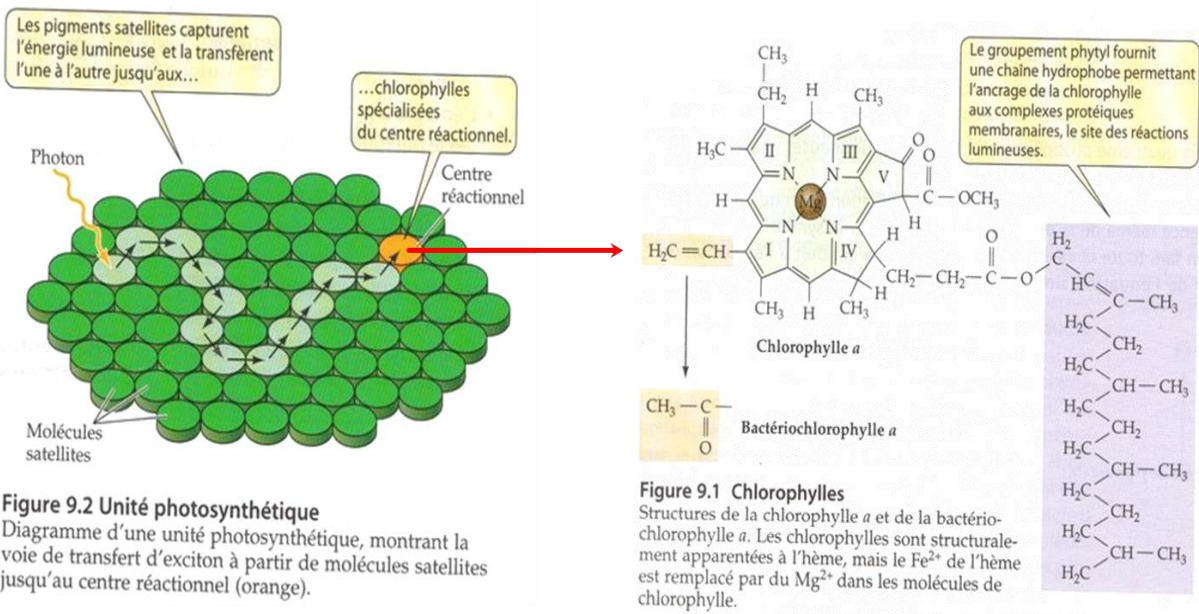 Les pigments satellites capturent
l'énergie lumineuse et la transfèrent
l'une à l'autre jusqu'aux...
...chlorophylles
spécialisées
du centre réactionnel.
Photon
Centre
réactionnel
Molécules
satellites
Figure 9.2 Unité photosynthétique
Diagramme d'une unité photosynthétique, montrant la
voie de transfert d'exciton à partir de molécules satellites
jusqu'au centre réactionnel (orange).
Le groupement phytyl fournit
une chaîne hydrophobe permettant
l'ancrage de la chlorophylle
aux complexes protéiques
membranaires, le site des réactions
lumineuses.
CH₃
CH₂ H CH₃
H₃C II III O
N N V O
H Mg C—OCH₃
N N H
H₂C=CH I IV H
CH₂—CH₂—C—O
O
H
CH₃ H CH₃
H₂
C
HC
C—CH₃
H₂C
CH₂
H₂C
CH—CH₃
H₂C
CH₂
H₂C
CH—CH₃
H₂C
CH₂
H₂C
CH—CH₃
H₂C
Chlorophylle a
CH₃—C—
O
Bactériochlorophylle a
Figure 9.1 Chlorophylles
Structures de la chlorophylle a et de la bactério-
chlorophylle a. Les chlorophylles sont structurale-
ment apparentées à l'hème, mais le Fe²⁺ de l'hème
est remplacé par du Mg²⁺ dans les molécules de
chlorophylle.